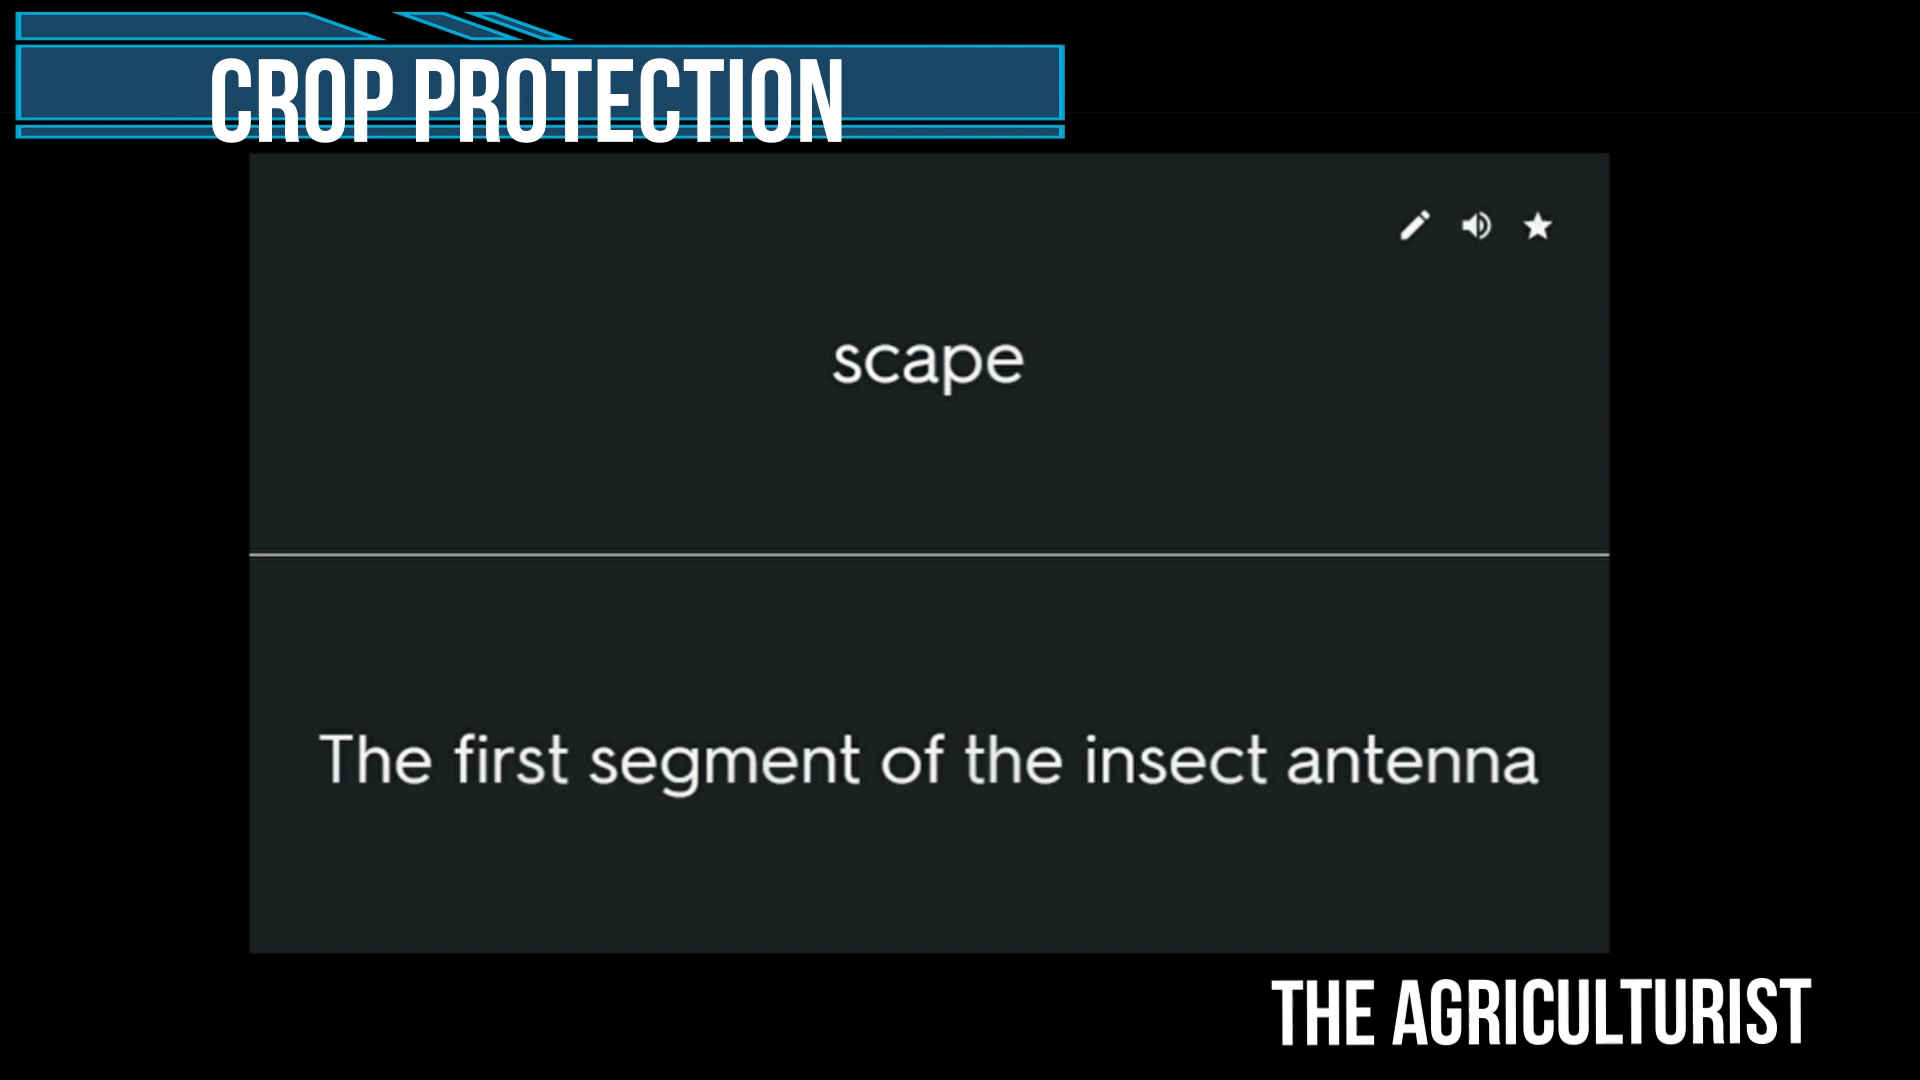 CROP PROTECTION
scape
The first segment of the insect antenna
THE AGRICULTURIST